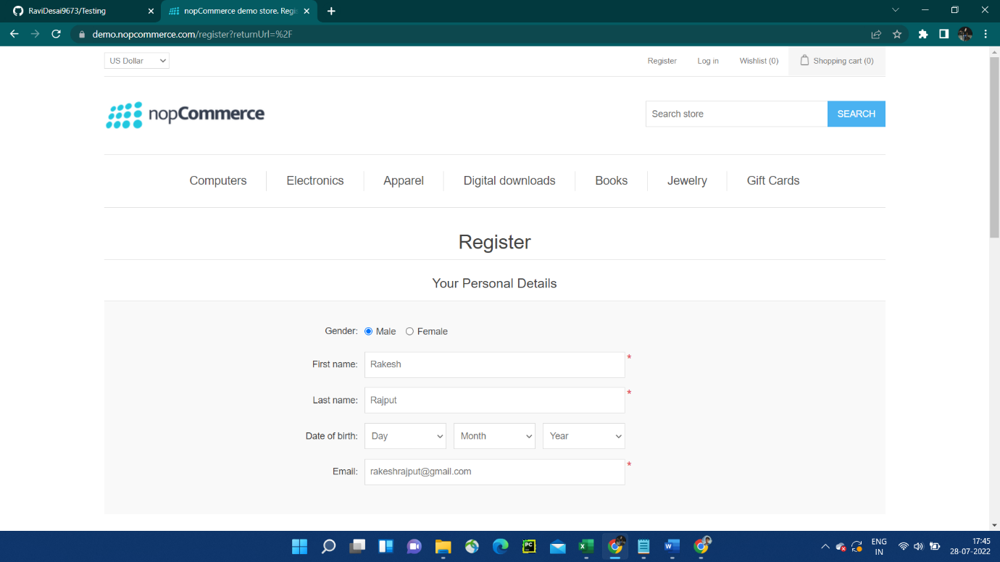 RaviDesai9673/Testing
nopCommerce demo store. Regi
demo.nopcommerce.com/register?returnUrl=%2F
US Dollar
Register Log in Wishlist (0) Shopping cart (0)
nopCommerce
Search store SEARCH
Computers Electronics Apparel Digital downloads Books Jewelry Gift Cards
Register
Your Personal Details
Gender: Male Female
First name: Rakesh *
Last name: Rajput *
Date of birth: Day Month Year
Email: rakeshrajput@gmail.com *
PC
ENG
IN
17:45
28-07-2022